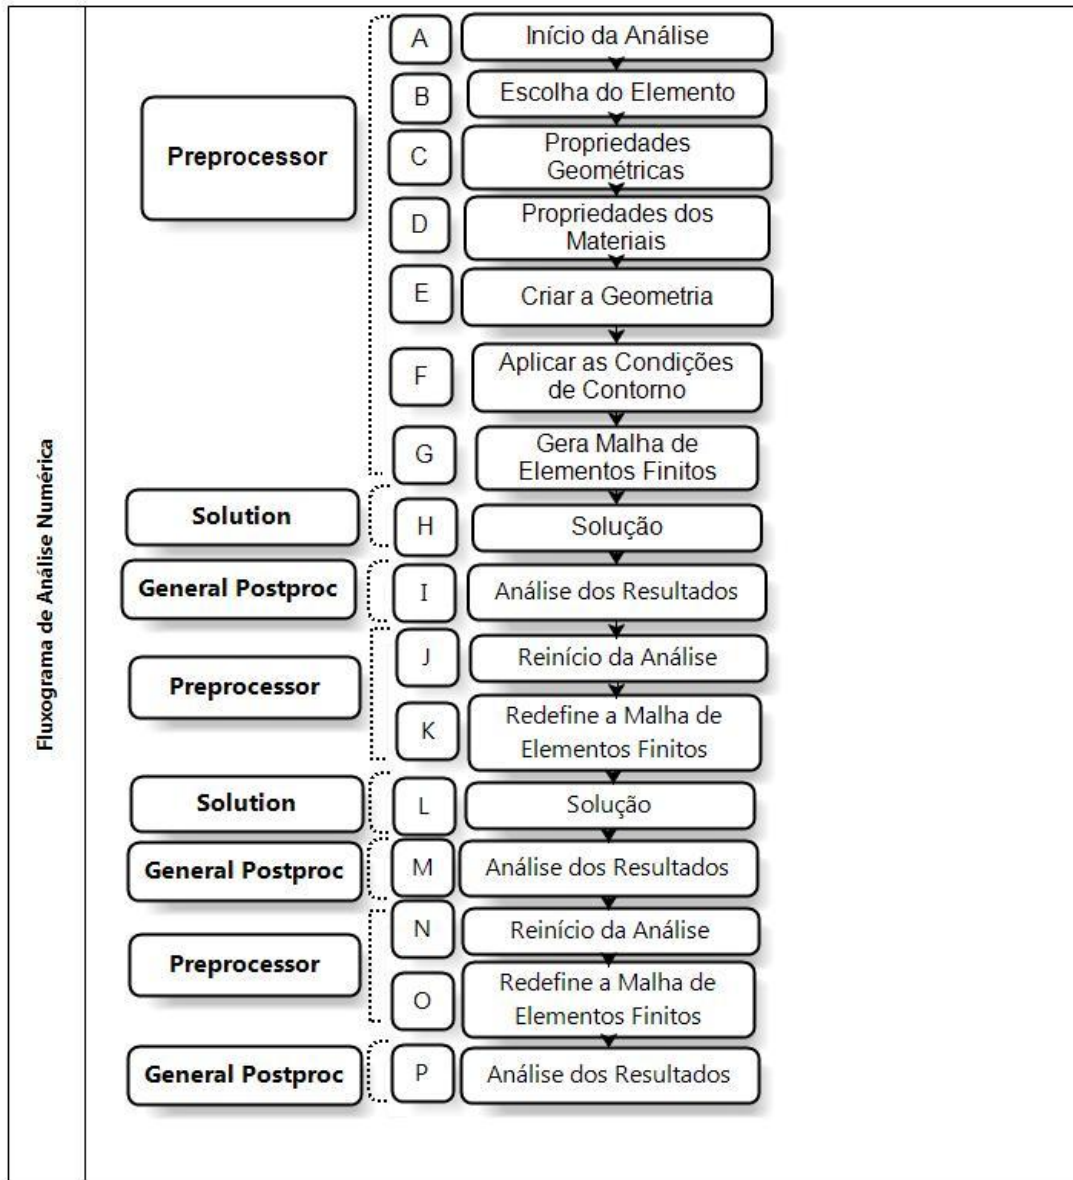 Fluxograma de Análise Numérica
Preprocessor
A
Início da Análise
B
Escolha do Elemento
C
Propriedades
Geométricas
D
Propriedades dos
Materiais
E
Criar a Geometria
F
Aplicar as Condições
de Contorno
G
Gera Malha de
Elementos Finitos
Solution
H
Solução
General Postproc
I
Análise dos Resultados
Preprocessor
J
Reinício da Análise
K
Redefine a Malha de
Elementos Finitos
Solution
L
Solução
General Postproc
M
Análise dos Resultados
Preprocessor
N
Reinício da Análise
O
Redefine a Malha de
Elementos Finitos
General Postproc
P
Análise dos Resultados